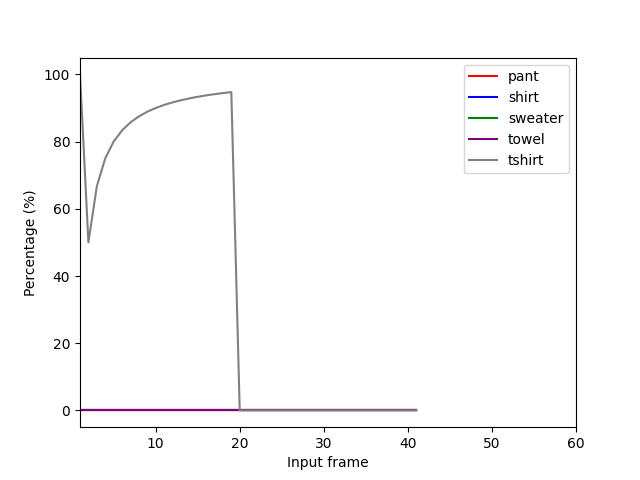 pant
shirt
sweater
towel
tshirt
100
80
60
40
20
0
Percentage (%)
10 20 30 40 50 60
Input frame